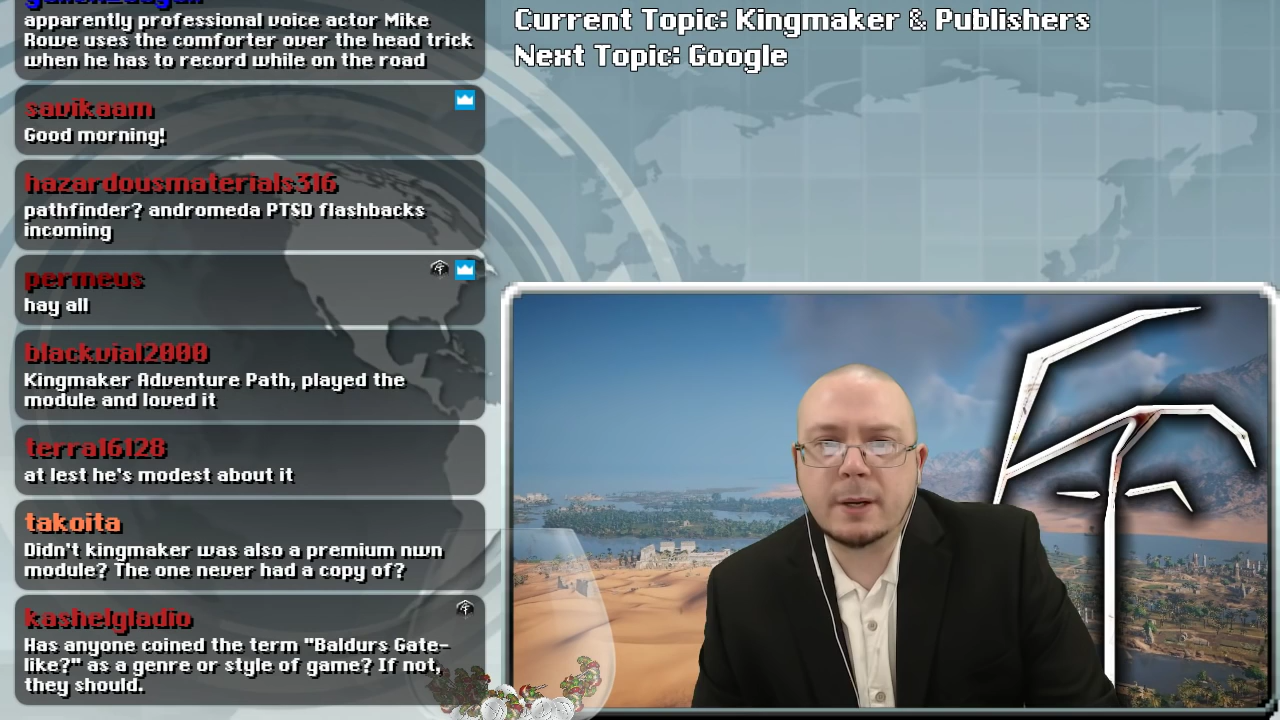 apparently professional voice actor Mike
Rowe uses the comforter over the head trick
when he has to record while on the road
savikaam
Good morning!
hazardousmaterials316
pathfinder? andromeda PTSD flashbacks
incoming
permeus
hay all
blackvial2000
Kingmaker Adventure Path, played the
module and loved it
terra16128
at lest he's modest about it
takoita
Didn't kingmaker was also a premium nwn
module? The one never had a copy of?
kashelgladio
Has anyone coined the term "Baldurs Gate-
like?" as a genre or style of game? If not,
they should.
Current Topic: Kingmaker & Publishers
Next Topic: Google